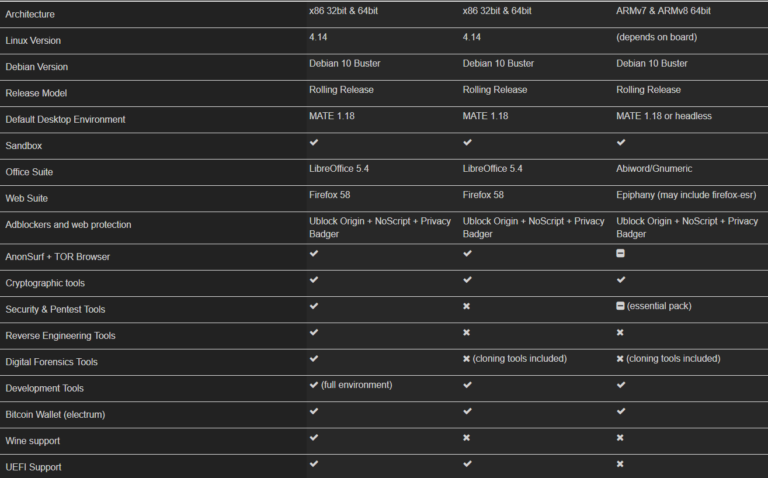 Architecture x86 32bit & 64bit x86 32bit & 64bit ARMv7 & ARMv8 64bit
Linux Version 4.14 4.14 (depends on board)
Debian Version Debian 10 Buster Debian 10 Buster Debian 10 Buster
Release Model Rolling Release Rolling Release Rolling Release
Default Desktop Environment MATE 1.18 MATE 1.18 MATE 1.18 or headless
Sandbox ✔ ✔ ✔
Office Suite LibreOffice 5.4 LibreOffice 5.4 Abiword/Gnumeric
Web Suite Firefox 58 Firefox 58 Epiphany (may include firefox-esr)
Adblockers and web protection Ublock Origin + NoScript + Privacy Ublock Origin + NoScript + Privacy Ublock Origin + NoScript + Privacy
Badger Badger Badger
AnonSurf + TOR Browser ✔ ✔
Cryptographic tools ✔ ✔ ✔
Security & Pentest Tools ✔ ✖ (essential pack)
Reverse Engineering Tools ✔ ✖ ✖
Digital Forensics Tools ✔ ✖ (cloning tools included) ✖ (cloning tools included)
Development Tools ✔ (full environment) ✔ ✔
Bitcoin Wallet (electrum) ✔ ✔ ✔
Wine support ✔ ✖ ✖
UEFI Support ✔ ✔ ✖